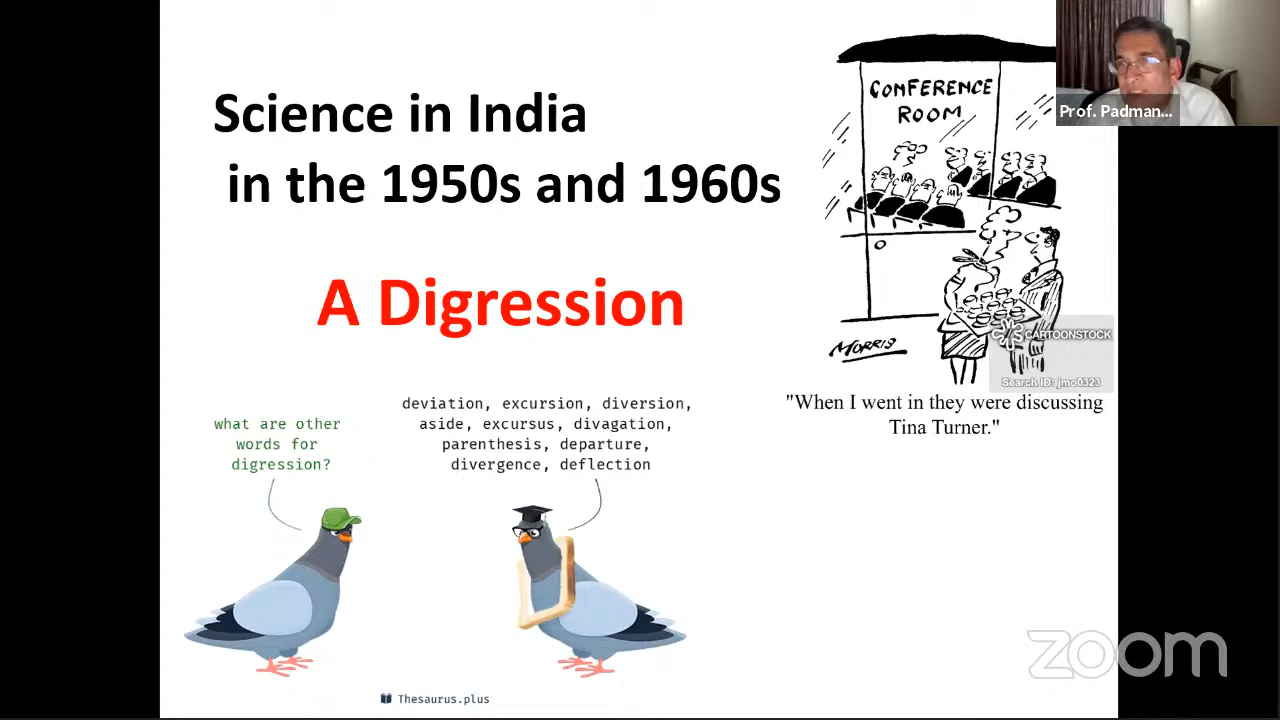 Science in India
in the 1950s and 1960s
A Digression
CONFERENCE
ROOM
Prof. Padman...
MORRIS
CARTOONSTOCK
Search ID: jmo0323
"When I went in they were discussing
Tina Turner."
what are other
words for
digression?
deviation, excursion, diversion,
aside, excursus, divagation,
parenthesis, departure,
divergence, deflection
Thesaurus.plus
zoom